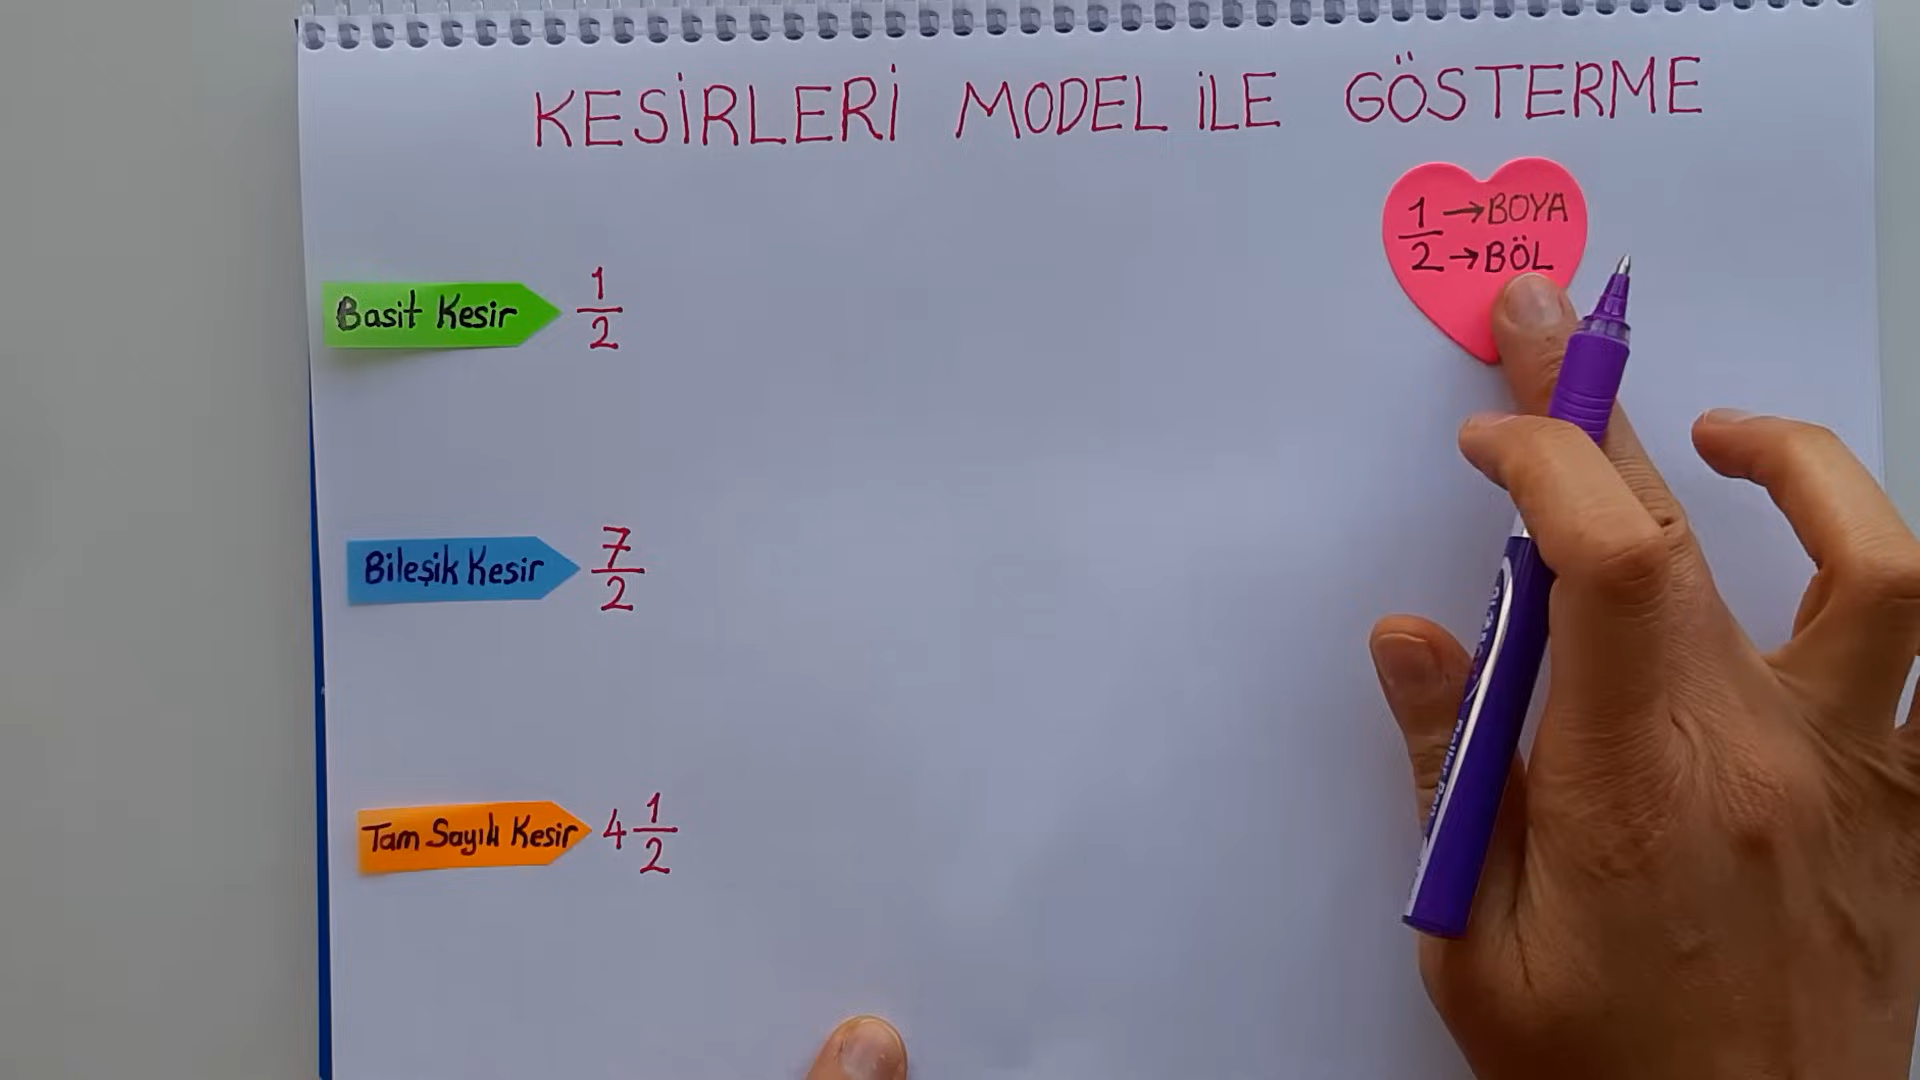 KESİRLERİ MODEL İLE GÖSTERME
1 → BOYA
2 → BÖL
Basit Kesir 1/2
Bileşik Kesir 7/2
Tam Sayılı Kesir 4 1/2